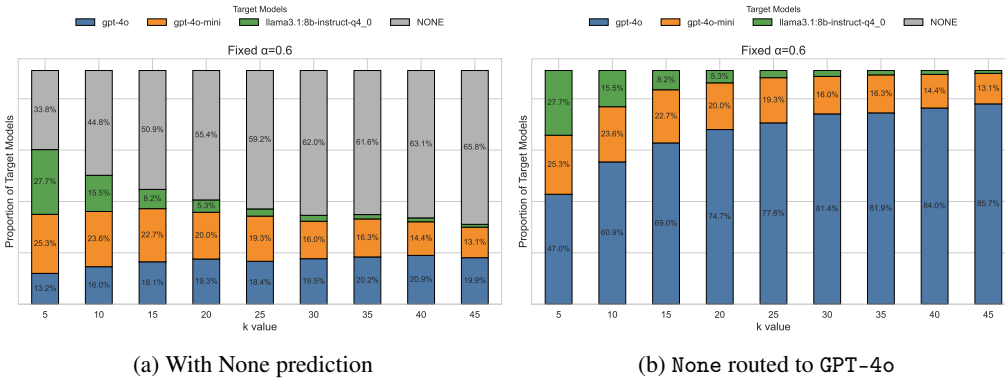 Target Models
gpt-4o gpt-4o-mini llama3.1:8b-instruct-q4_0 NONE
Fixed α=0.6
Proportion of Target Models
33.8% 44.8% 50.9% 55.4% 59.2% 62.0% 61.6% 63.1% 65.8%
27.7% 15.5% 8.2% 5.3%
25.3% 23.6% 22.7% 20.0% 19.3% 16.0% 16.3% 14.4% 13.1%
13.2% 16.0% 18.1% 19.3% 18.4% 19.5% 20.2% 20.9% 19.9%
5 10 15 20 25 30 35 40 45
k value
(a) With None prediction
Target Models
gpt-4o gpt-4o-mini llama3.1:8b-instruct-q4_0 NONE
Fixed α=0.6
Proportion of Target Models
27.7% 15.5% 8.2% 5.3%
25.3% 23.6% 22.7% 20.0% 19.3% 16.0% 16.3% 14.4% 13.1%
47.0% 60.9% 69.0% 74.7% 77.6% 81.4% 81.9% 84.0% 85.7%
5 10 15 20 25 30 35 40 45
k value
(b) None routed to GPT-4o